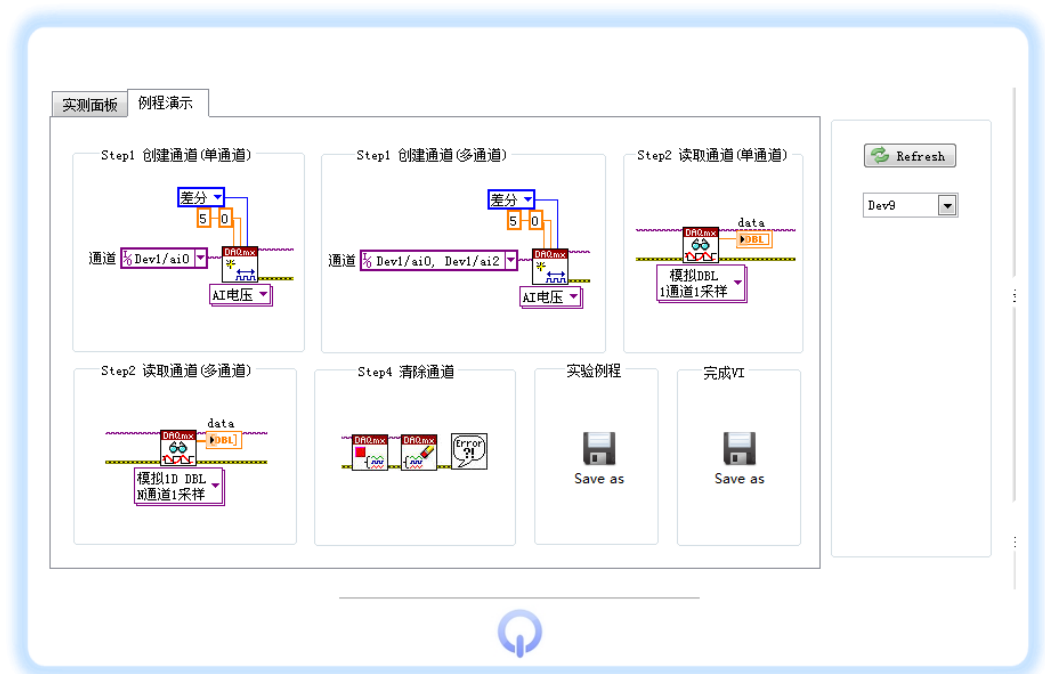 实测面板
例程演示
Step1 创建通道(单通道)
差分
5
0
通道
Dev1/ai0
DAQmx
AI电压
Step1 创建通道(多通道)
差分
5
0
通道
Dev1/ai0, Dev1/ai2
DAQmx
AI电压
Step2 读取通道(单通道)
data
DAQmx
DBL
模拟DBL
1通道1采样
Refresh
Dev9
Step2 读取通道(多通道)
data
DAQmx
[DBL]
模拟1D DBL
N通道1采样
Step4 清除通道
DAQmx
DAQmx
Error
?!
实验例程
Save as
完成VI
Save as